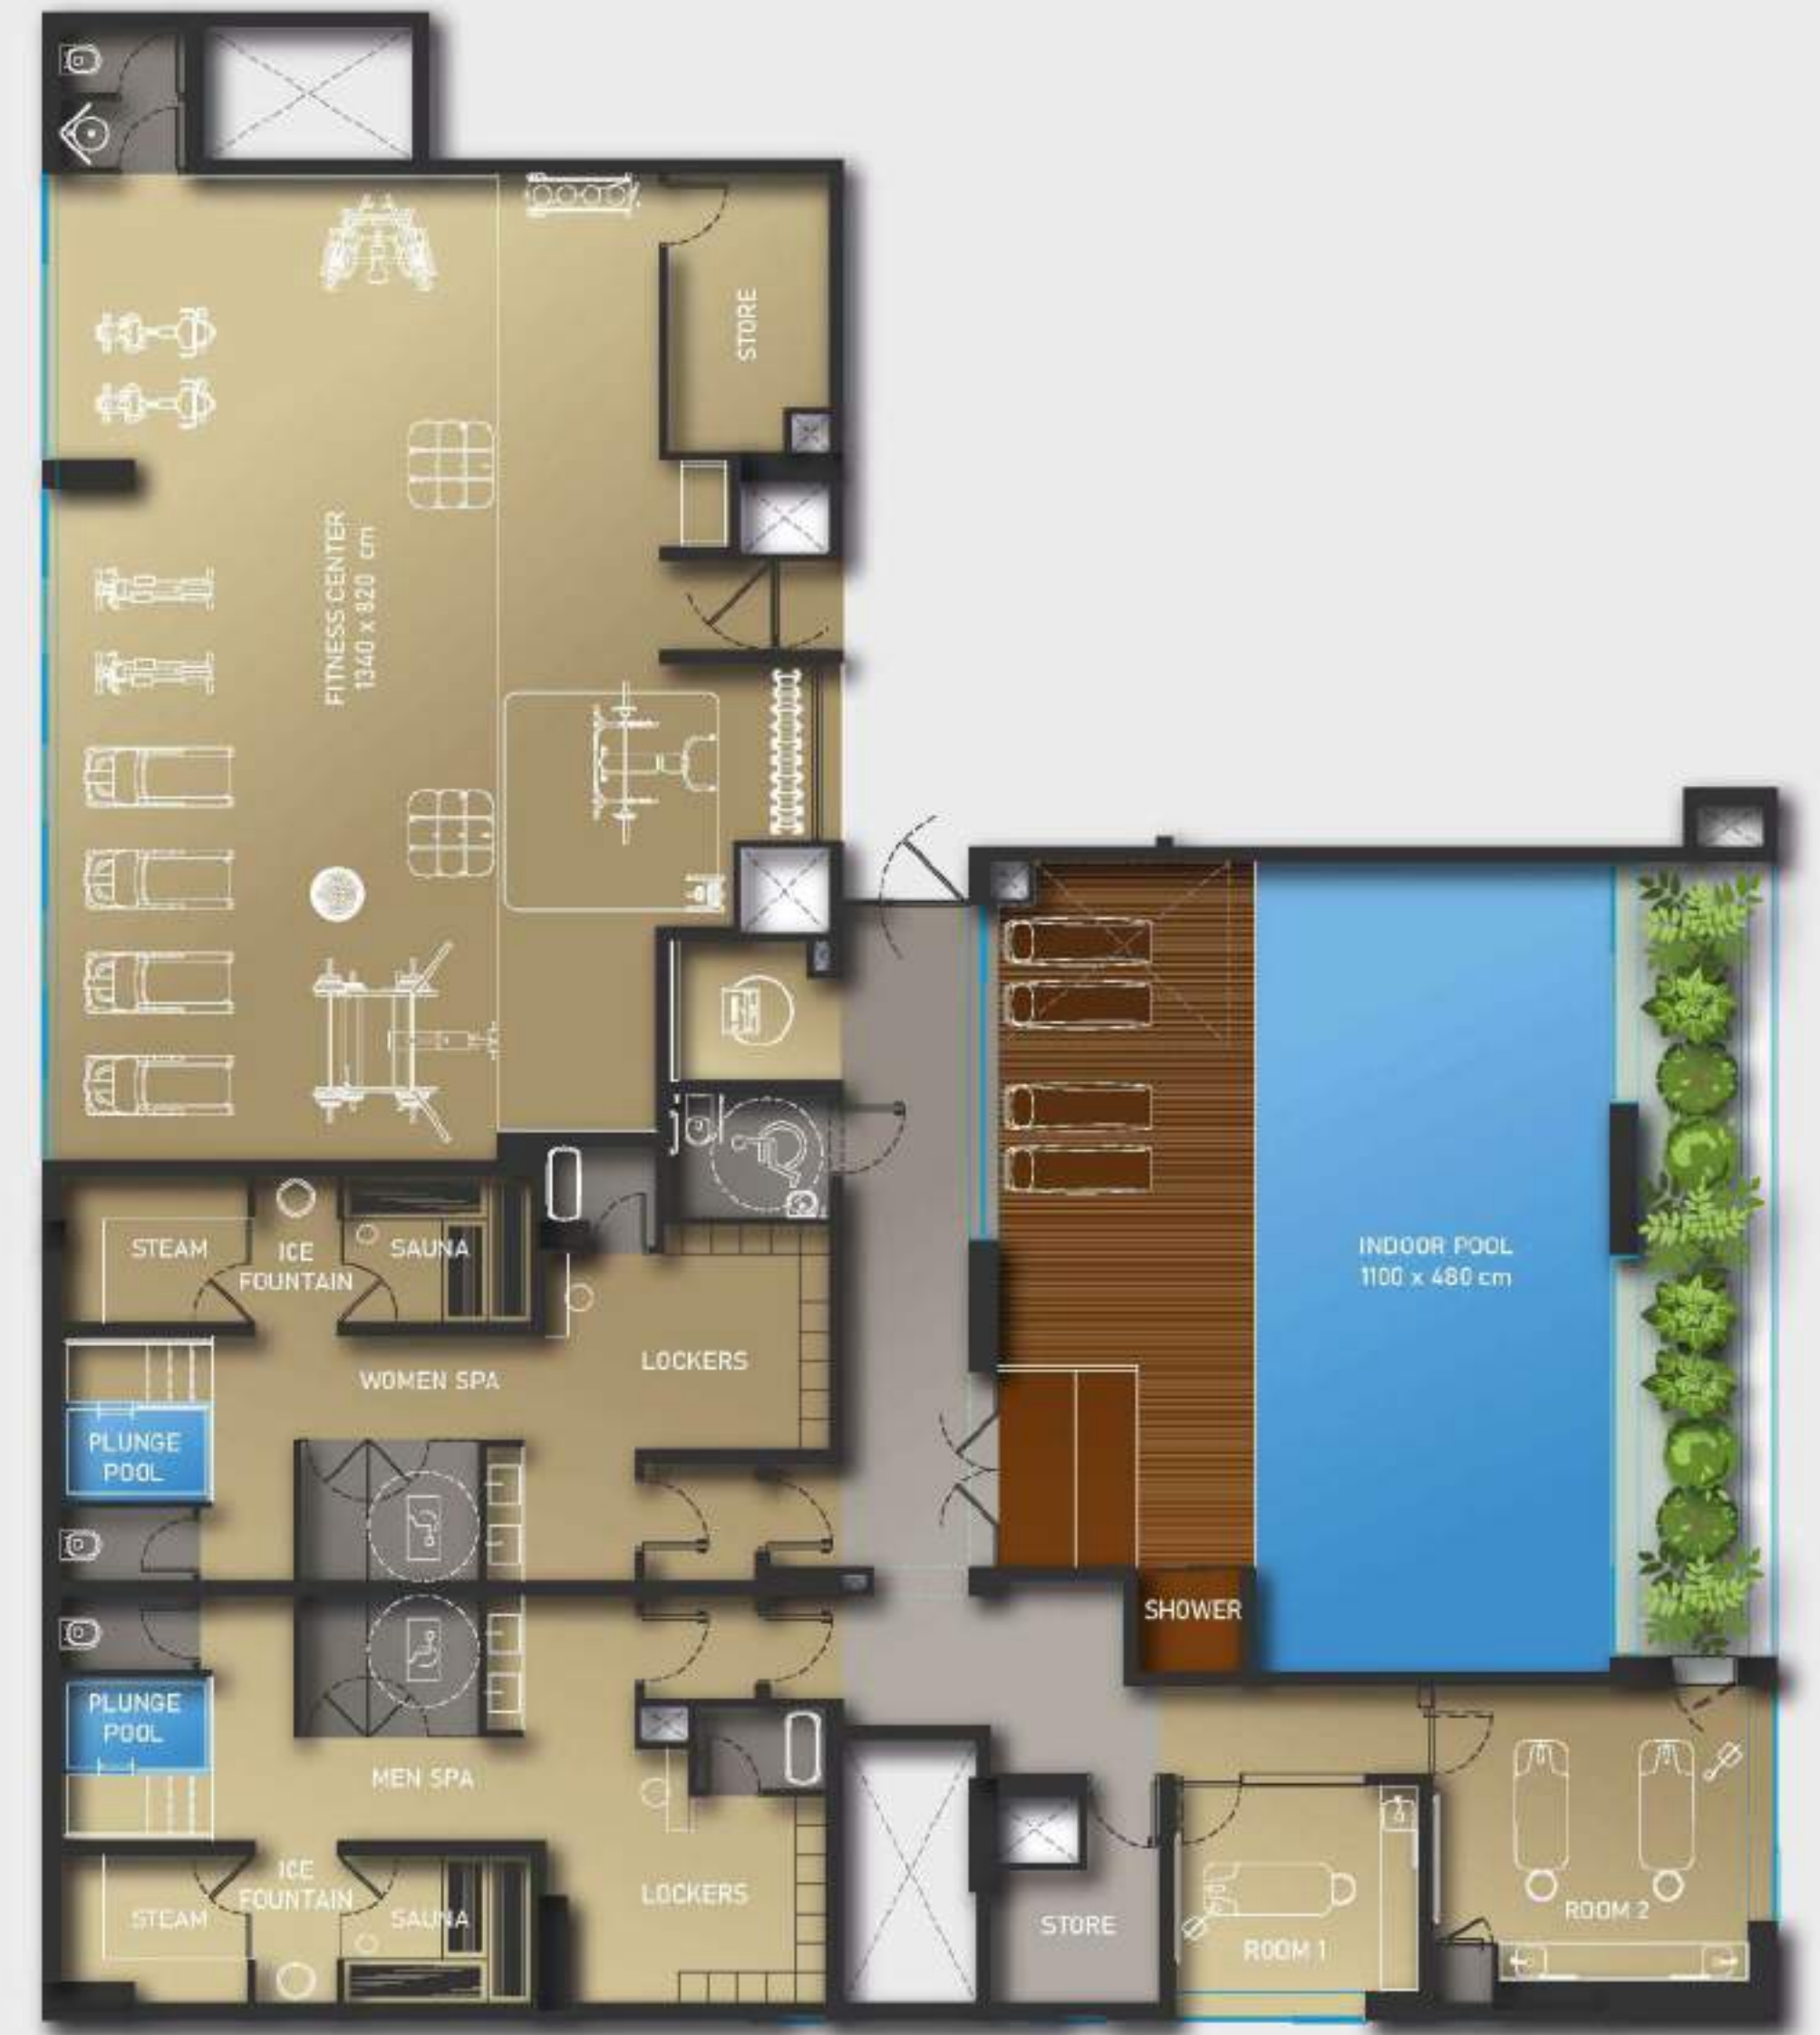 STORE
FITNESS CENTER
1340 x 820 cm
STEAM
ICE
FOUNTAIN
SAUNA
INDOOR POOL
1100 x 480 cm
LOCKERS
WOMEN SPA
PLUNGE
POOL
SHOWER
PLUNGE
POOL
MEN SPA
ICE
FOUNTAIN
STEAM
SAUNA
LOCKERS
STORE
ROOM 1
ROOM 2